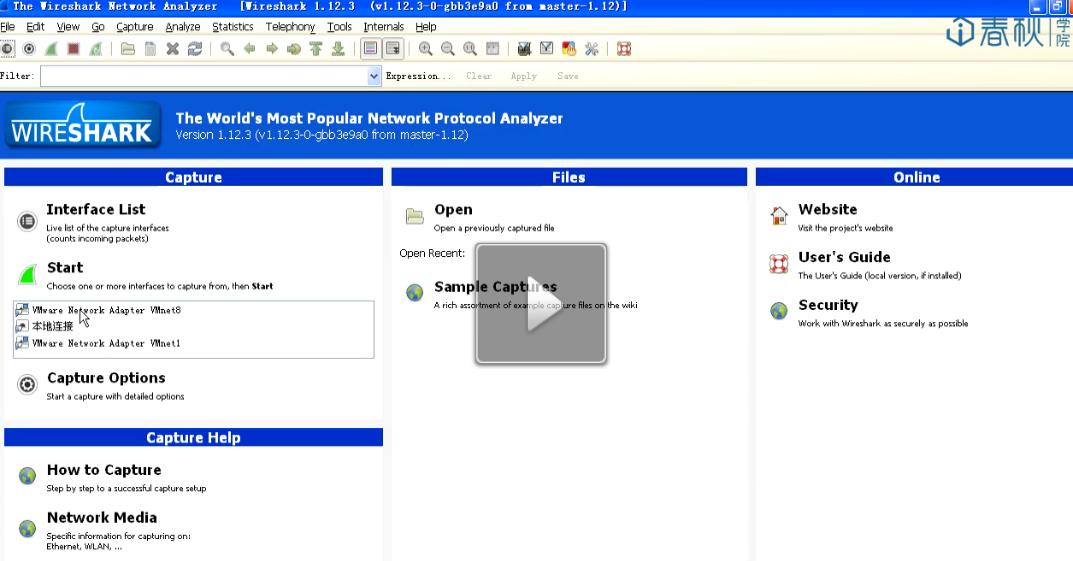 The Wireshark Network Analyzer [Wireshark 1.12.3 (v1.12.3-0-gbb3e9a0 from master-1.12)]
File Edit View Go Capture Analyze Statistics Telephony Tools Internals Help
春秋学院
Filter: Expression... Clear Apply Save
WIRESHARK
The World's Most Popular Network Protocol Analyzer
Version 1.12.3 (v1.12.3-0-gbb3e9a0 from master-1.12)
Capture
Interface List
Live list of the capture interfaces
(counts incoming packets)
Start
Choose one or more interfaces to capture from, then Start
VMware Network Adapter VMnet8
本地连接
VMware Network Adapter VMnet1
Capture Options
Start a capture with detailed options
Capture Help
How to Capture
Step by step to a successful capture setup
Network Media
Specific information for capturing on:
Ethernet, WLAN, ...
Files
Open
Open a previously captured file
Open Recent:
Sample Captures
A rich assortment of example capture files on the wiki
Online
Website
Visit the project's website
User's Guide
The User's Guide (local version, if installed)
Security
Work with Wireshark as securely as possible